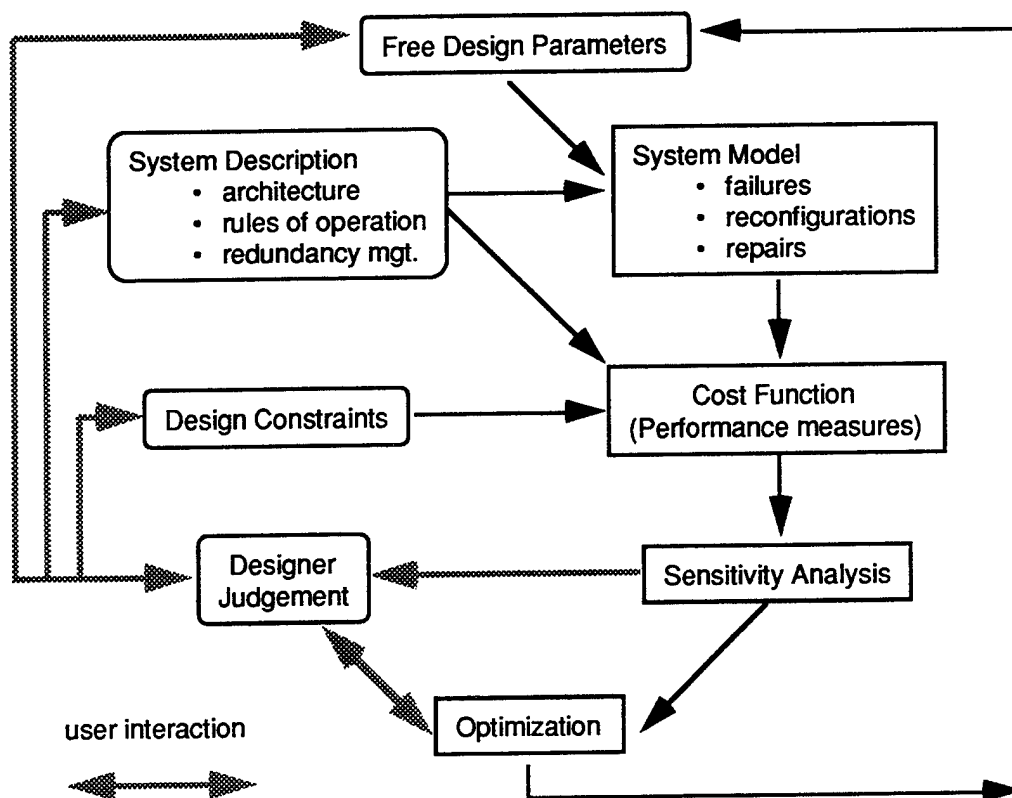 Free Design Parameters
System Description
• architecture
• rules of operation
• redundancy mgt.
System Model
• failures
• reconfigurations
• repairs
Design Constraints
Cost Function
(Performance measures)
Designer
Judgement
Sensitivity Analysis
Optimization
user interaction